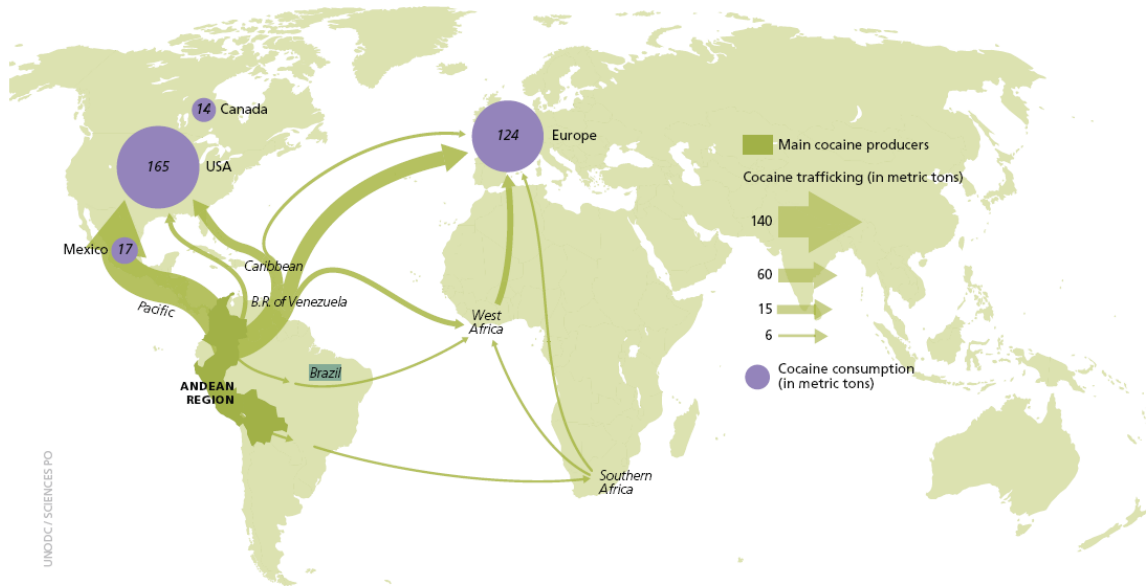 14
Canada
165
USA
124
Europe
Mexico
17
Caribbean
B.R. of Venezuela
Pacific
West
Africa
Brazil
ANDEAN
REGION
Southern
Africa
Main cocaine producers
Cocaine trafficking (in metric tons)
140
60
15
6
Cocaine consumption
(in metric tons)
UNODC / SCIENCES PO